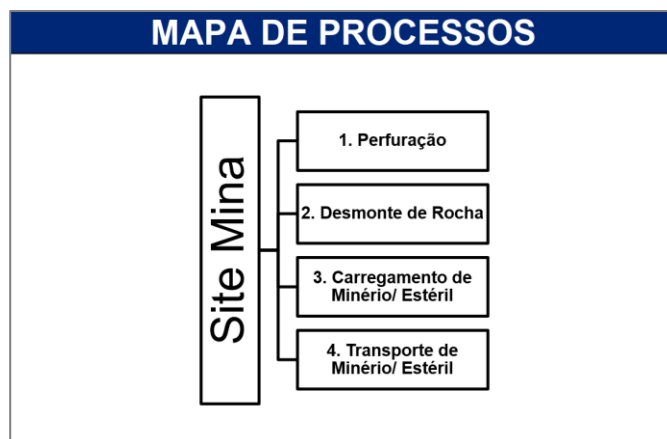 MAPA DE PROCESSOS
Site Mina
1. Perfuração
2. Desmonte de Rocha
3. Carregamento de
Minério/ Estéril
4. Transporte de
Minério/ Estéril